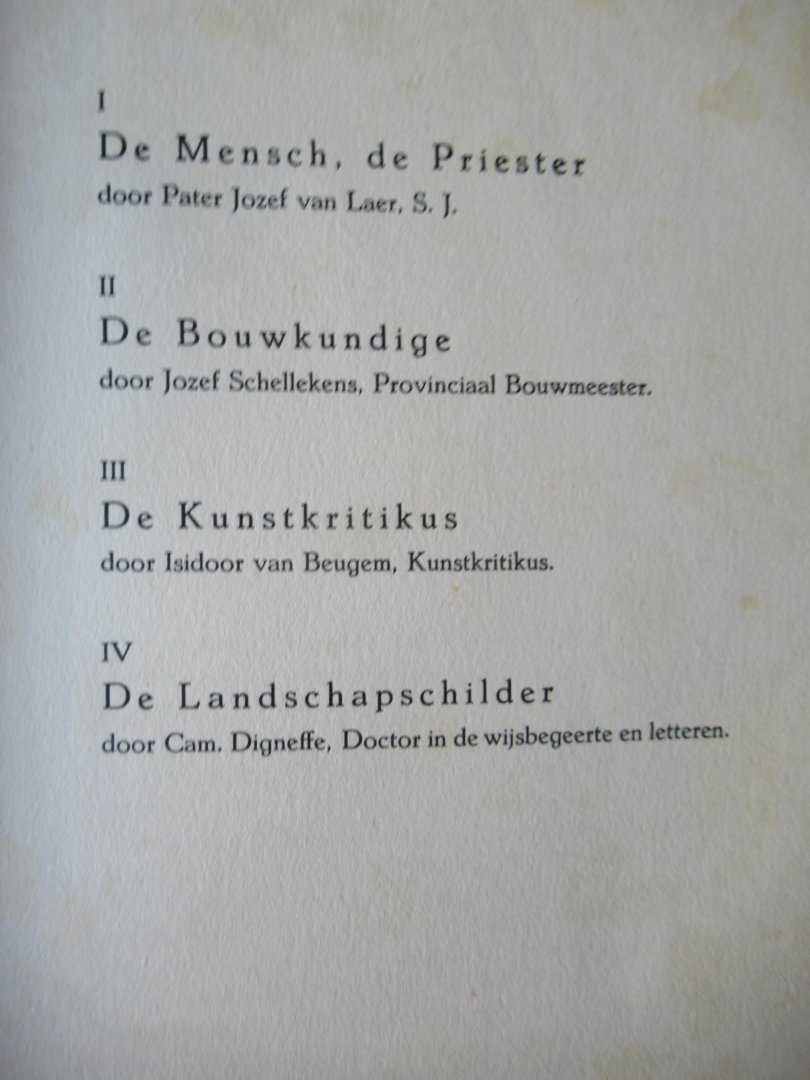 I
De Mensch, de Priester
door Pater Jozef van Laer, S. J.
II
De Bouwkundige
door Jozef Schellekens, Provinciaal Bouwmeester.
III
De Kunstkritikus
door Isidoor van Beugem, Kunstkritikus.
IV
De Landschapschilder
door Cam. Digneffe, Doctor in de wijsbegeerte en letteren.